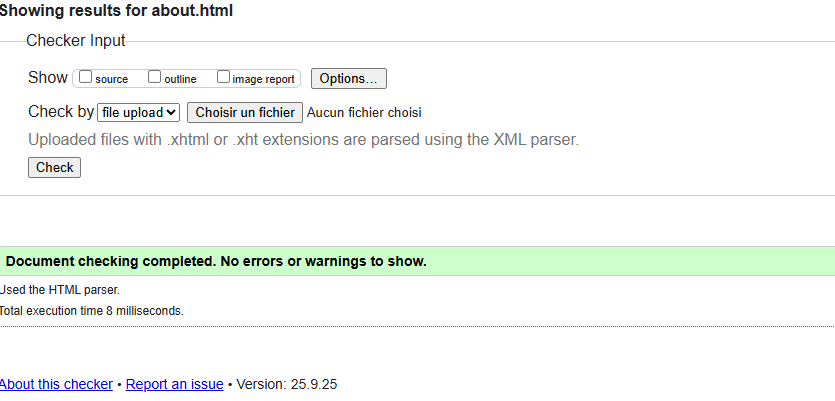 Showing results for about.html
Checker Input
Show source outline image report Options...
Check by file upload Choisir un fichier Aucun fichier choisi
Uploaded files with .xhtml or .xht extensions are parsed using the XML parser.
Check
Document checking completed. No errors or warnings to show.
Used the HTML parser.
Total execution time 8 milliseconds.
About this checker • Report an issue • Version: 25.9.25